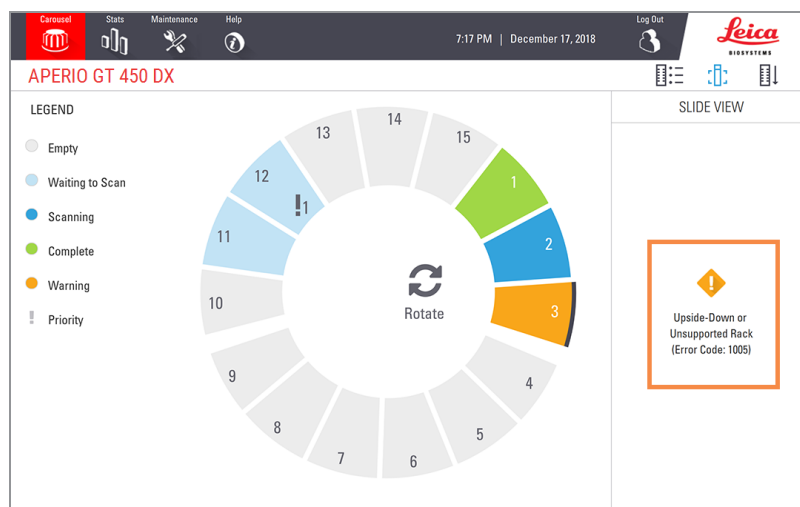 Carousel
Stats
Maintenance
Help
7:17 PM | December 17, 2018
Log Out
Leica
BIOSYSTEMS
APERIO GT 450 DX
LEGEND
Empty
Waiting to Scan
Scanning
Complete
Warning
! Priority
13
14
15
12
!1
1
11
2
10
Rotate
3
9
4
8
5
7
6
SLIDE VIEW
!
Upside-Down or
Unsupported Rack
(Error Code: 1005)